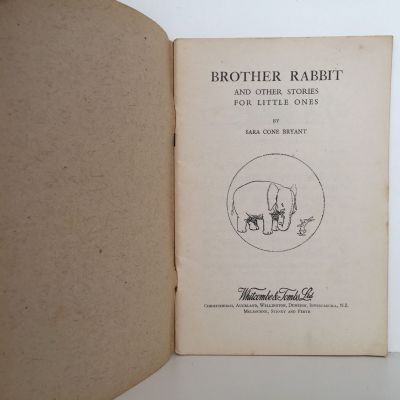 BROTHER RABBIT
AND OTHER STORIES
FOR LITTLE ONES
BY
SARA CONE BRYANT
Whitcombe & Tombs Ltd
Christchurch, Auckland, Wellington, Dunedin, Invercargill, N.Z.
Melbourne, Sydney and Perth